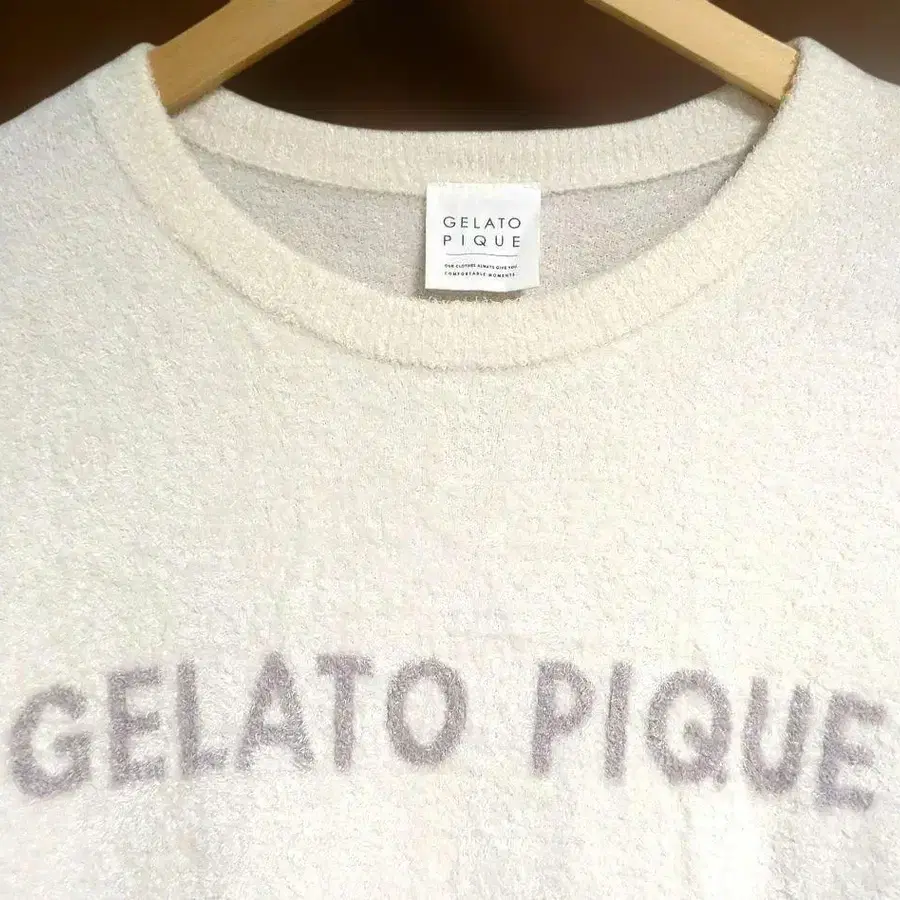 GELATO
PIQUE
OUR CLOTHES ALWAYS GIVE YOU
COMFORTABLE MOMENTS.
GELATO PIQUE